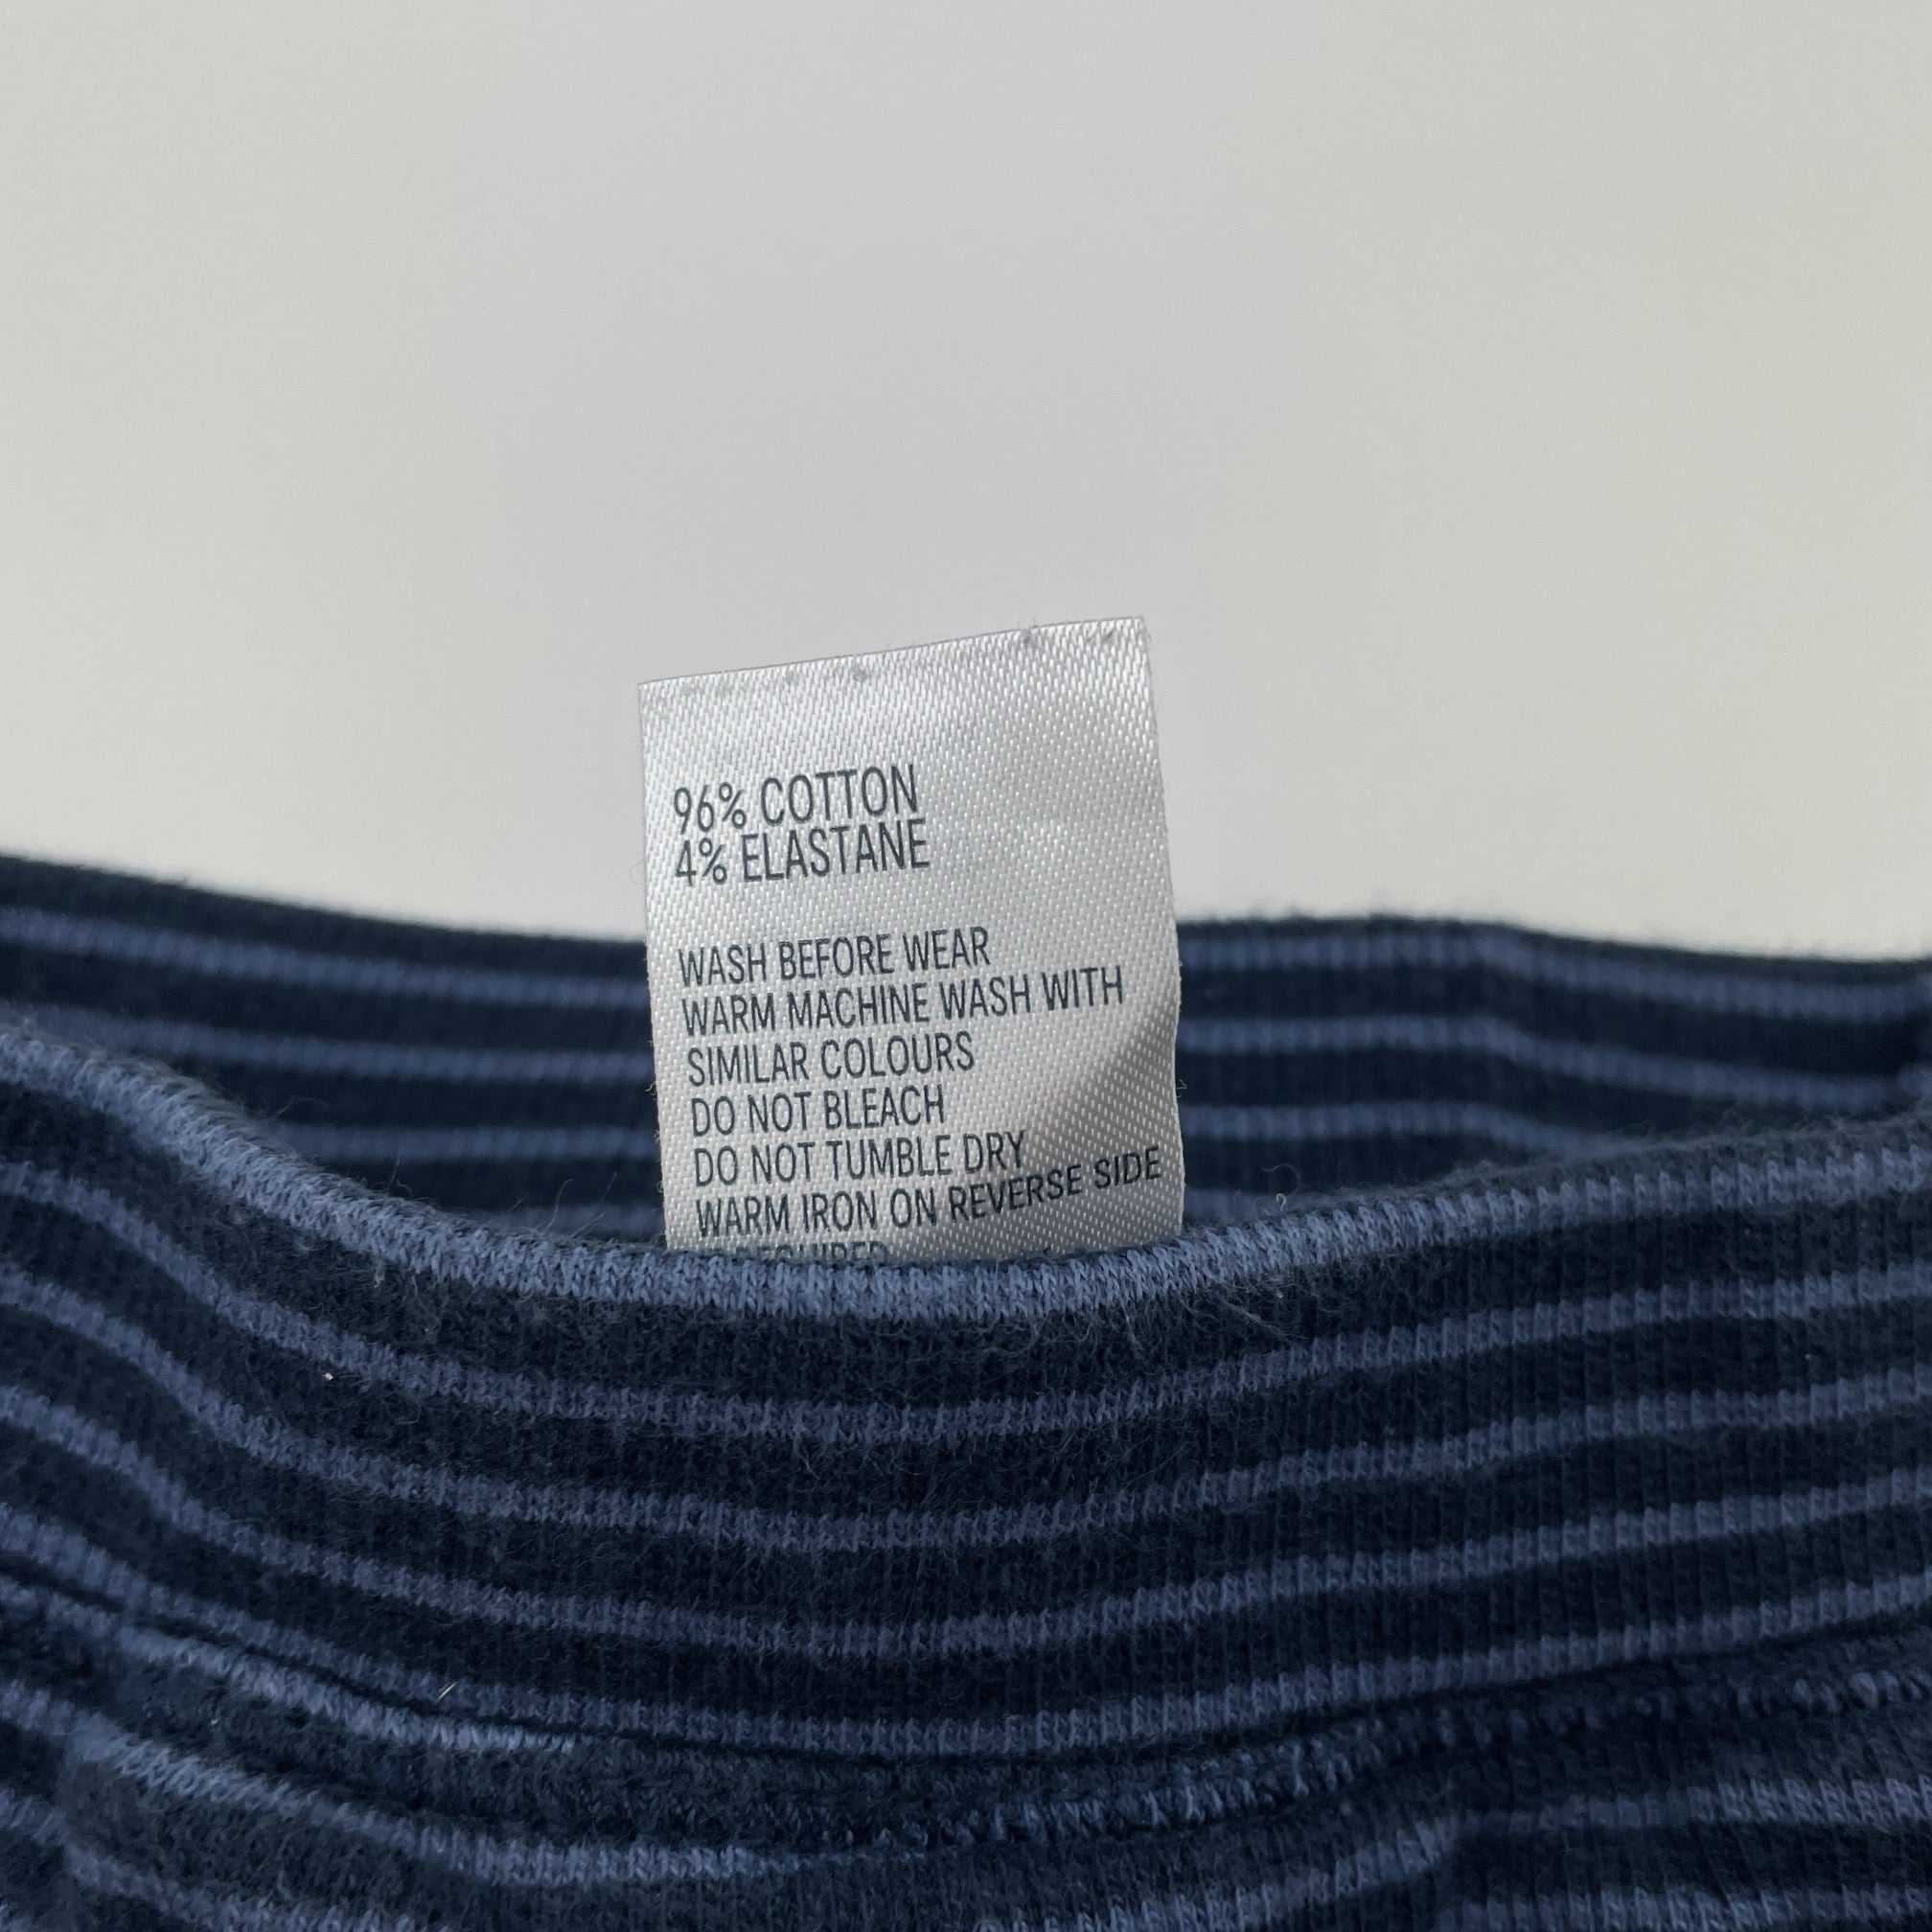 96% COTTON
4% ELASTANE
WASH BEFORE WEAR
WARM MACHINE WASH WITH
SIMILAR COLOURS
DO NOT BLEACH
DO NOT TUMBLE DRY
WARM IRON ON REVERSE SIDE
REQUIRED